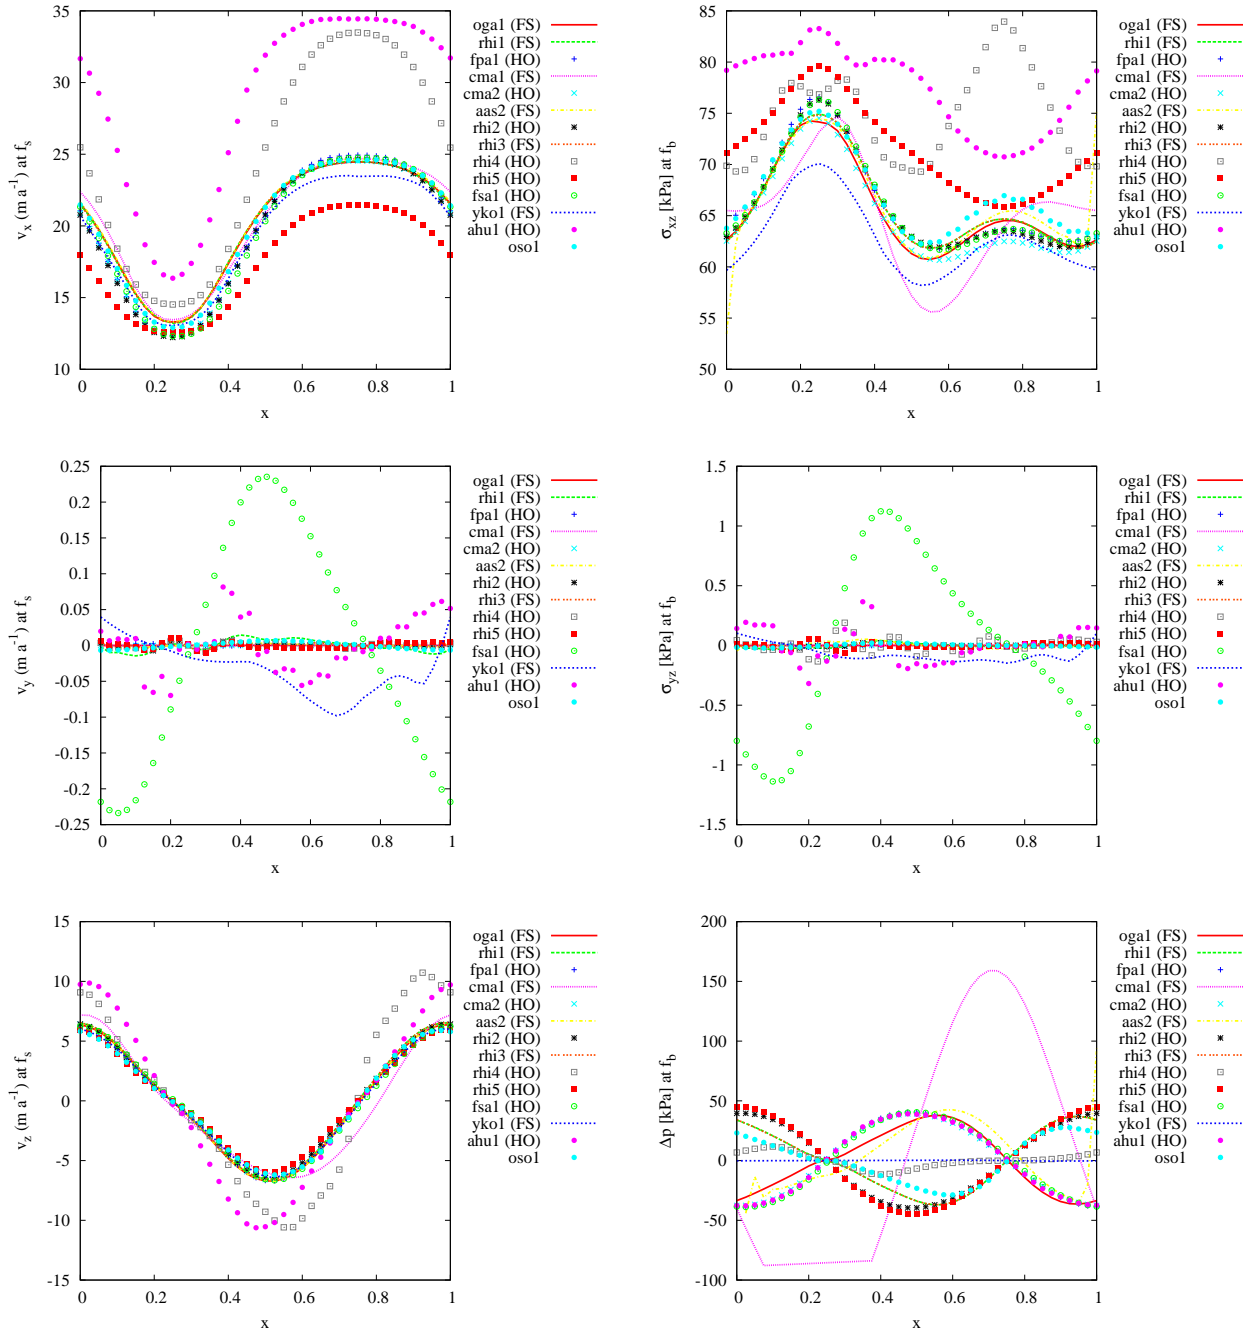 35
30
25
20
15
10
0 0.2 0.4 0.6 0.8 1
x
v_x (m a^-1) at f_s
oga1 (FS)
rhi1 (FS)
fpa1 (HO)
cma1 (FS)
cma2 (HO)
aas2 (FS)
rhi2 (HO)
rhi3 (FS)
rhi4 (HO)
rhi5 (HO)
fsa1 (HO)
yko1 (FS)
ahu1 (HO)
oso1
85
80
75
70
65
60
55
50
0 0.2 0.4 0.6 0.8 1
x
σ_xz [kPa] at f_b
oga1 (FS)
rhi1 (FS)
fpa1 (HO)
cma1 (FS)
cma2 (HO)
aas2 (FS)
rhi2 (HO)
rhi3 (FS)
rhi4 (HO)
rhi5 (HO)
fsa1 (HO)
yko1 (FS)
ahu1 (HO)
oso1
0.25
0.2
0.15
0.1
0.05
0
-0.05
-0.1
-0.15
-0.2
-0.25
0 0.2 0.4 0.6 0.8 1
x
v_y (m a^-1) at f_s
oga1 (FS)
rhi1 (FS)
fpa1 (HO)
cma1 (FS)
cma2 (HO)
aas2 (FS)
rhi2 (HO)
rhi3 (FS)
rhi4 (HO)
rhi5 (HO)
fsa1 (HO)
yko1 (FS)
ahu1 (HO)
oso1
1.5
1
0.5
0
-0.5
-1
-1.5
0 0.2 0.4 0.6 0.8 1
x
σ_yz [kPa] at f_b
oga1 (FS)
rhi1 (FS)
fpa1 (HO)
cma1 (FS)
cma2 (HO)
aas2 (FS)
rhi2 (HO)
rhi3 (FS)
rhi4 (HO)
rhi5 (HO)
fsa1 (HO)
yko1 (FS)
ahu1 (HO)
oso1
15
10
5
0
-5
-10
-15
0 0.2 0.4 0.6 0.8 1
x
v_z (m a^-1) at f_s
oga1 (FS)
rhi1 (FS)
fpa1 (HO)
cma1 (FS)
cma2 (HO)
aas2 (FS)
rhi2 (HO)
rhi3 (FS)
rhi4 (HO)
rhi5 (HO)
fsa1 (HO)
yko1 (FS)
ahu1 (HO)
oso1
200
150
100
50
0
-50
-100
0 0.2 0.4 0.6 0.8 1
x
Δp [kPa] at f_b
oga1 (FS)
rhi1 (FS)
fpa1 (HO)
cma1 (FS)
cma2 (HO)
aas2 (FS)
rhi2 (HO)
rhi3 (FS)
rhi4 (HO)
rhi5 (HO)
fsa1 (HO)
yko1 (FS)
ahu1 (HO)
oso1